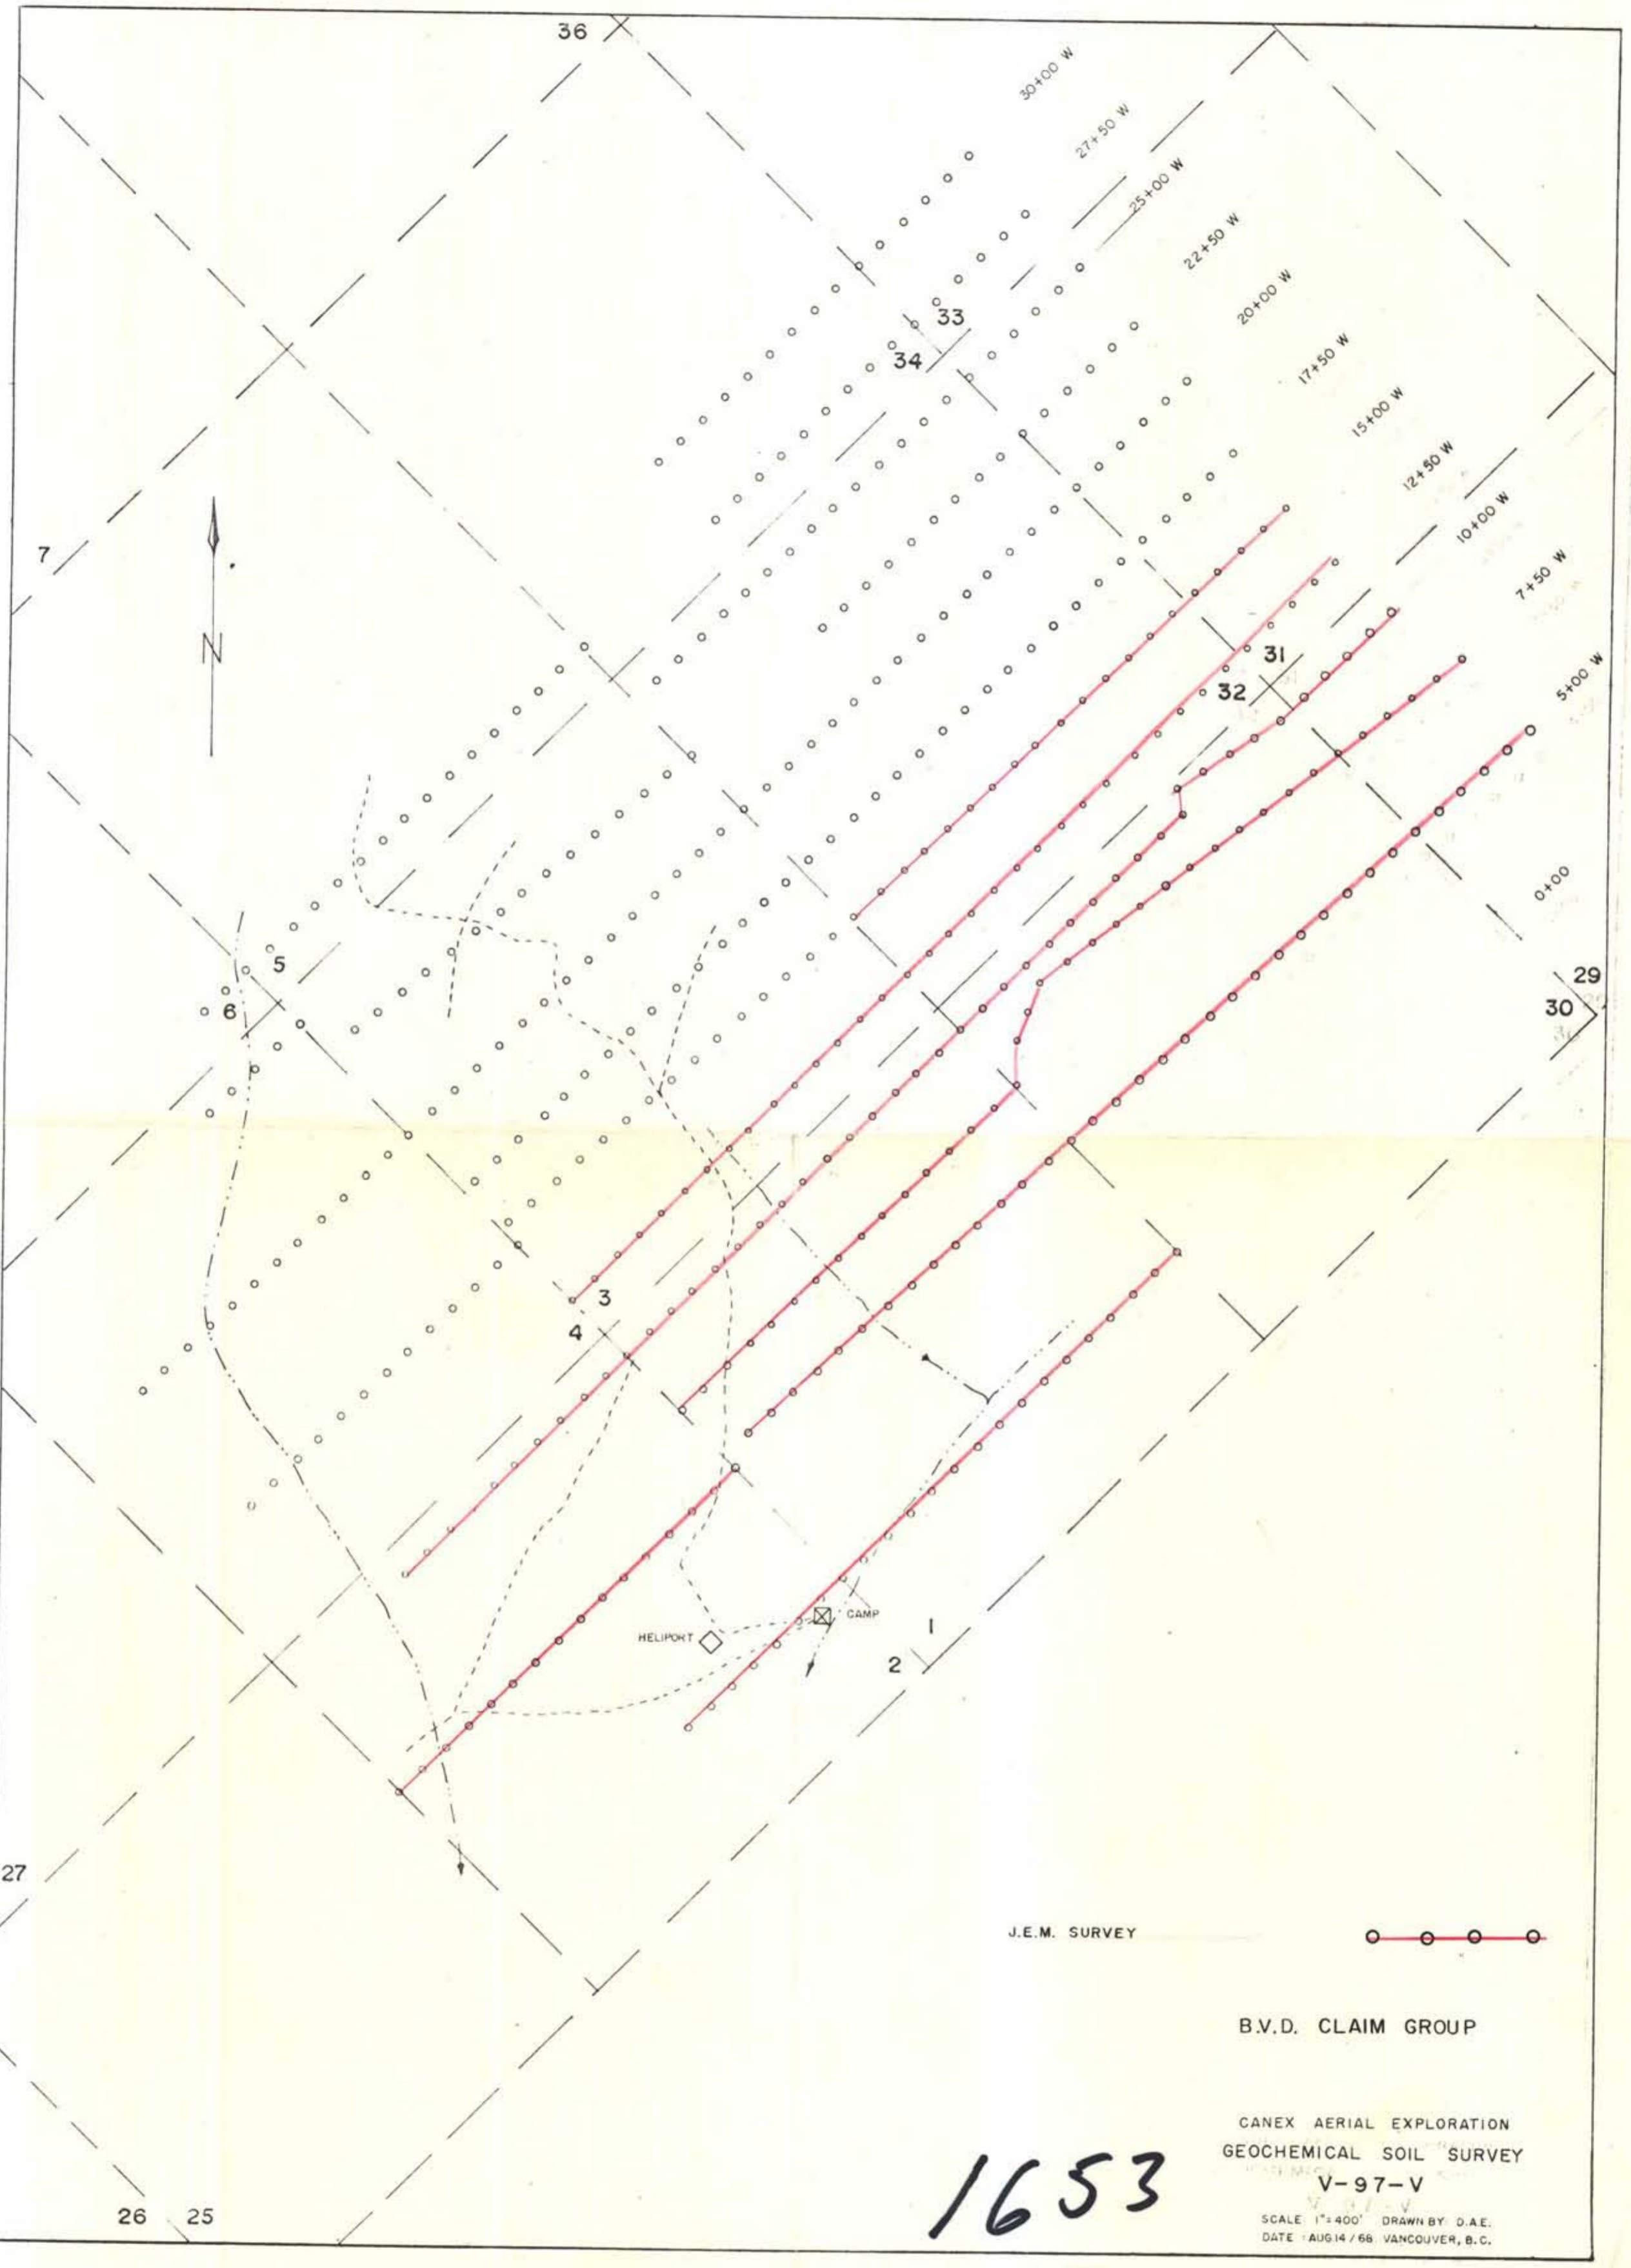 36
30+00 W
27+50 W
25+00 W
22+50 W
20+00 W
17+50 W
15+00 W
12+50 W
10+00 W
7+50 W
5+00 W
0+00
33
34
7
N
31
32
5
6
29
30
3
4
CAMP
HELIPORT
1
2
27
J.E.M. SURVEY
B.V.D. CLAIM GROUP
CANEX AERIAL EXPLORATION
GEOCHEMICAL SOIL SURVEY
V-97-V
SCALE 1"=400' DRAWN BY D.A.E.
DATE AUG 14/68 VANCOUVER, B.C.
1653
26 25